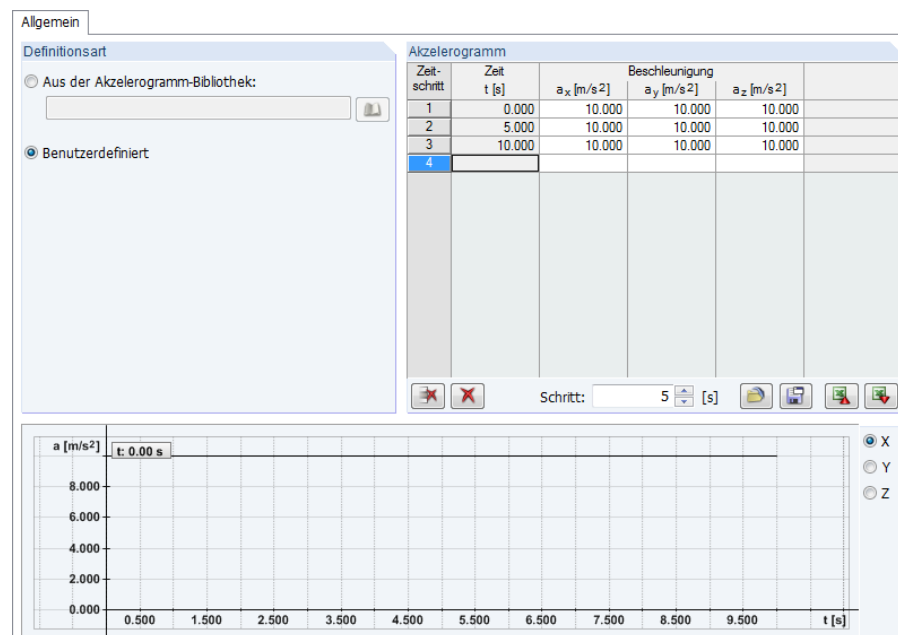 Allgemein
Definitionsart
Aus der Akzelerogramm-Bibliothek:
Benutzerdefiniert
Akzelerogramm
Zeit- Zeit Beschleunigung
schritt t [s] ax [m/s2] ay [m/s2] az [m/s2]
1 0.000 10.000 10.000 10.000
2 5.000 10.000 10.000 10.000
3 10.000 10.000 10.000 10.000
4
Schritt: 5 [s]
a [m/s2] t: 0.00 s
8.000
6.000
4.000
2.000
0.000
0.500 1.500 2.500 3.500 4.500 5.500 6.500 7.500 8.500 9.500 t [s]
X
Y
Z